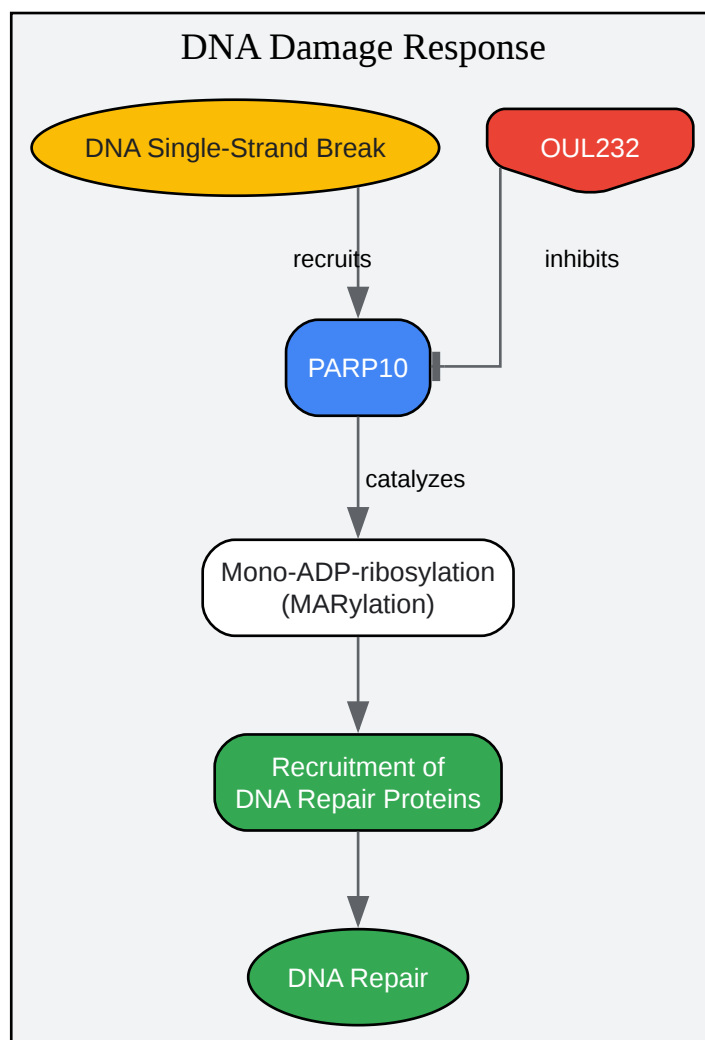 DNA Damage Response
DNA Single-Strand Break
OUL232
recruits
inhibits
PARP10
catalyzes
Mono-ADP-ribosylation
(MARylation)
Recruitment of
DNA Repair Proteins
DNA Repair